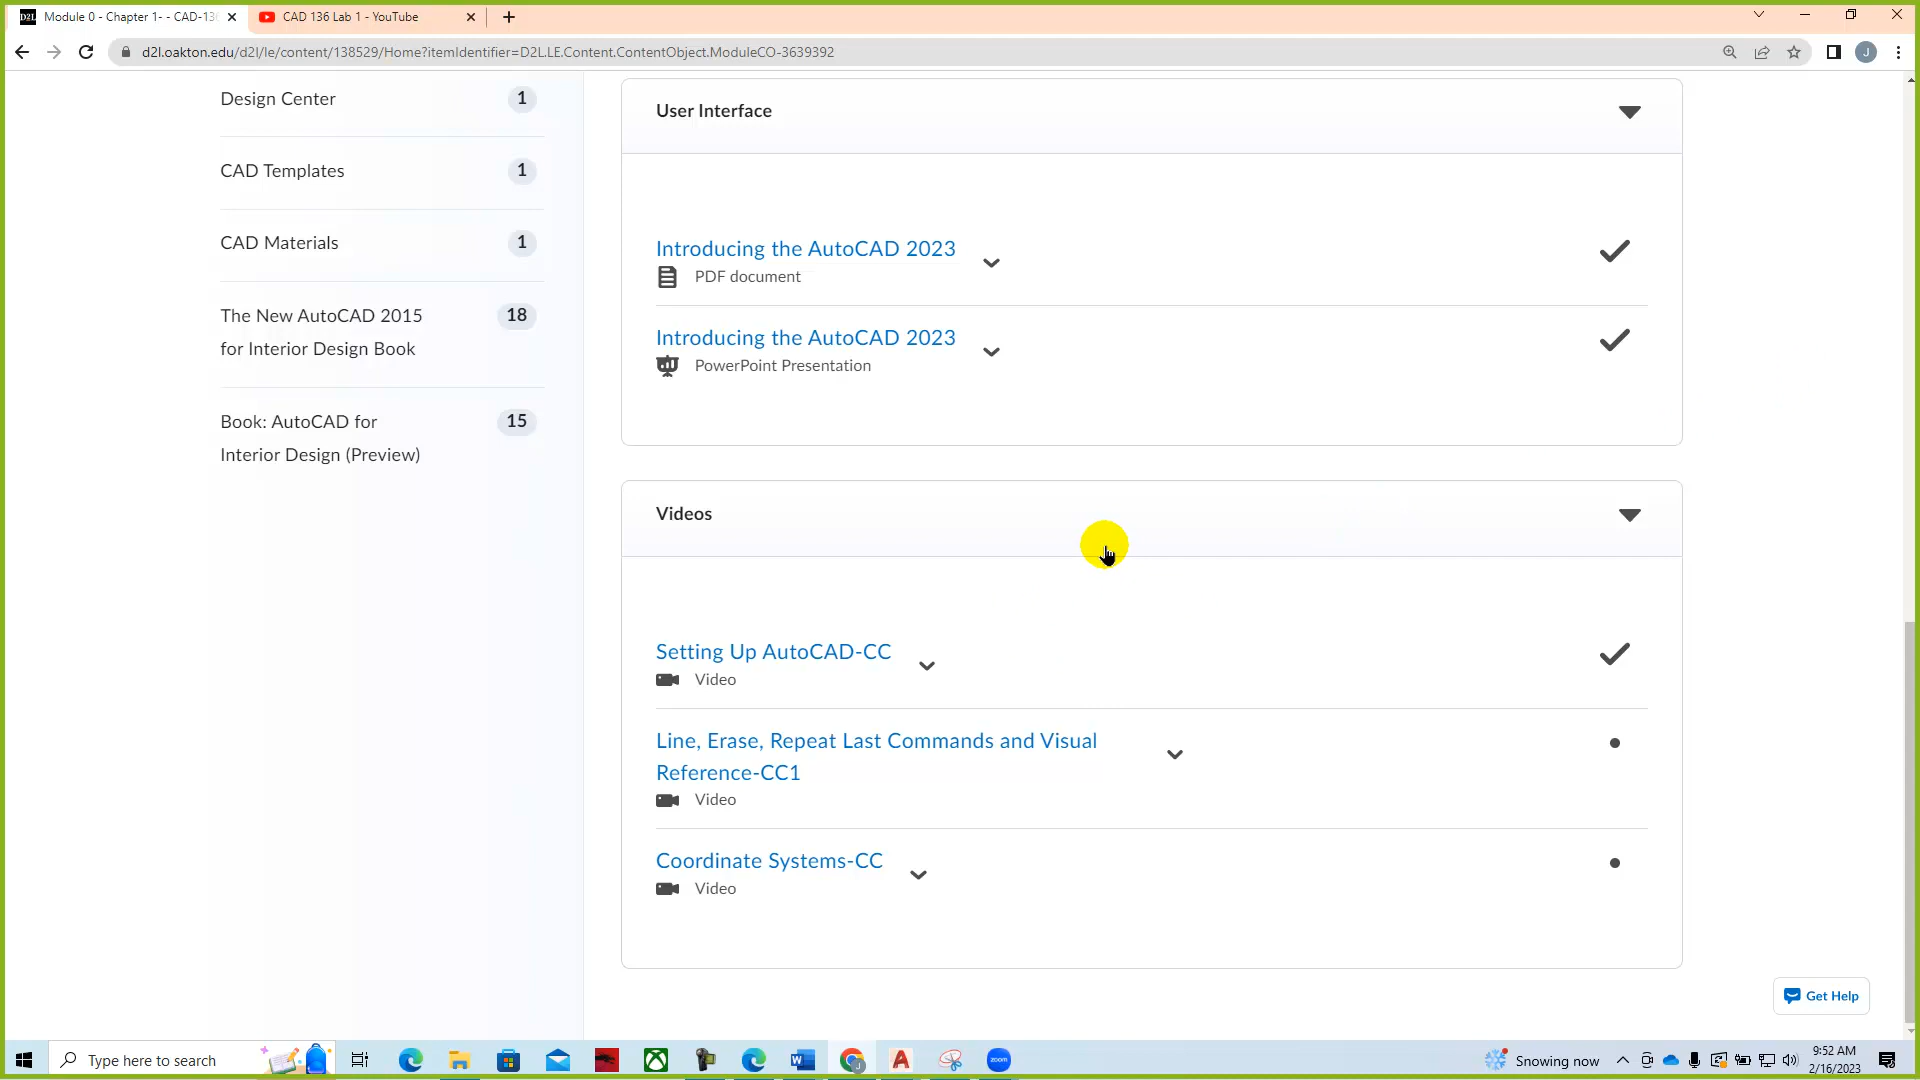 Module 0 - Chapter 1- - CAD-13
CAD 136 Lab 1 - YouTube
d2l.oakton.edu/d2l/le/content/138529/Home?itemIdentifier=D2L.LE.Content.ContentObject.ModuleCO-3639392
J
Design Center
1
CAD Templates
1
CAD Materials
1
The New AutoCAD 2015
for Interior Design Book
18
Book: AutoCAD for
Interior Design (Preview)
15
User Interface
Introducing the AutoCAD 2023
PDF document
Introducing the AutoCAD 2023
PowerPoint Presentation
Videos
Setting Up AutoCAD-CC
Video
Line, Erase, Repeat Last Commands and Visual
Reference-CC1
Video
Coordinate Systems-CC
Video
Get Help
Type here to search
zoom
Snowing now
9:52 AM
2/16/2023